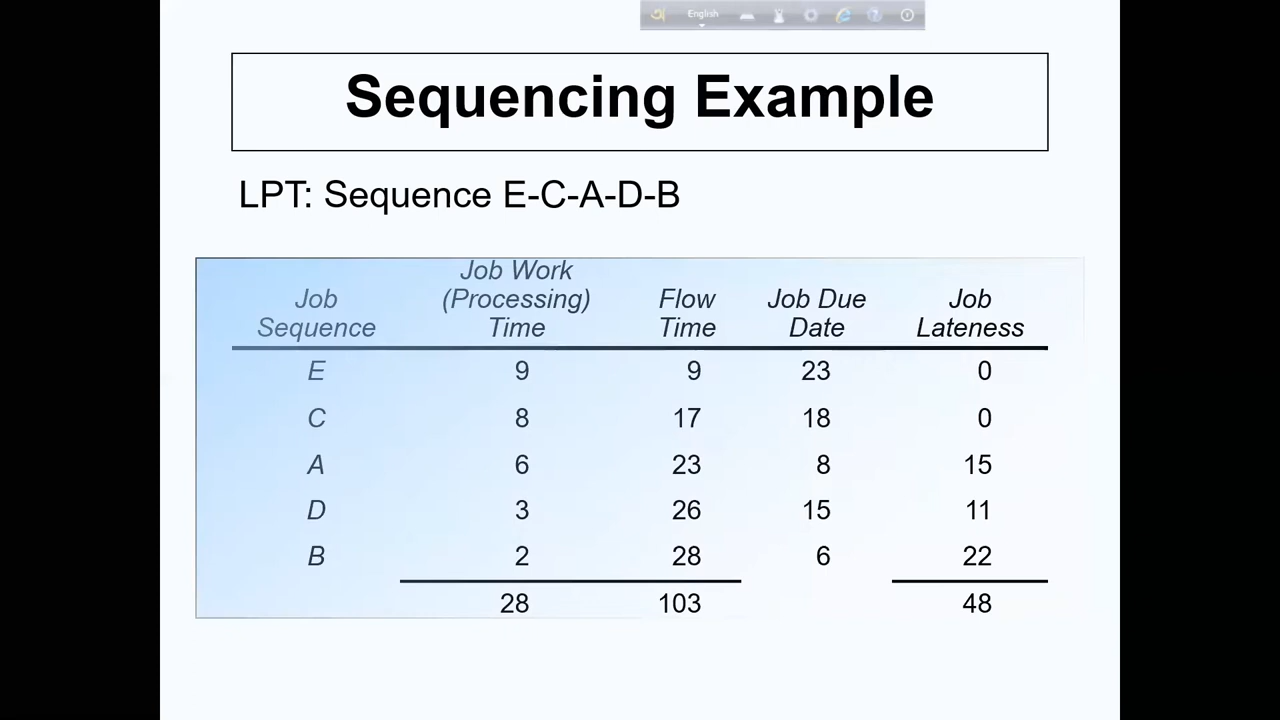 অ English
Sequencing Example
LPT: Sequence E-C-A-D-B
Job Sequence Job Work (Processing) Time Flow Time Job Due Date Job Lateness
E 9 9 23 0
C 8 17 18 0
A 6 23 8 15
D 3 26 15 11
B 2 28 6 22
28 103 48